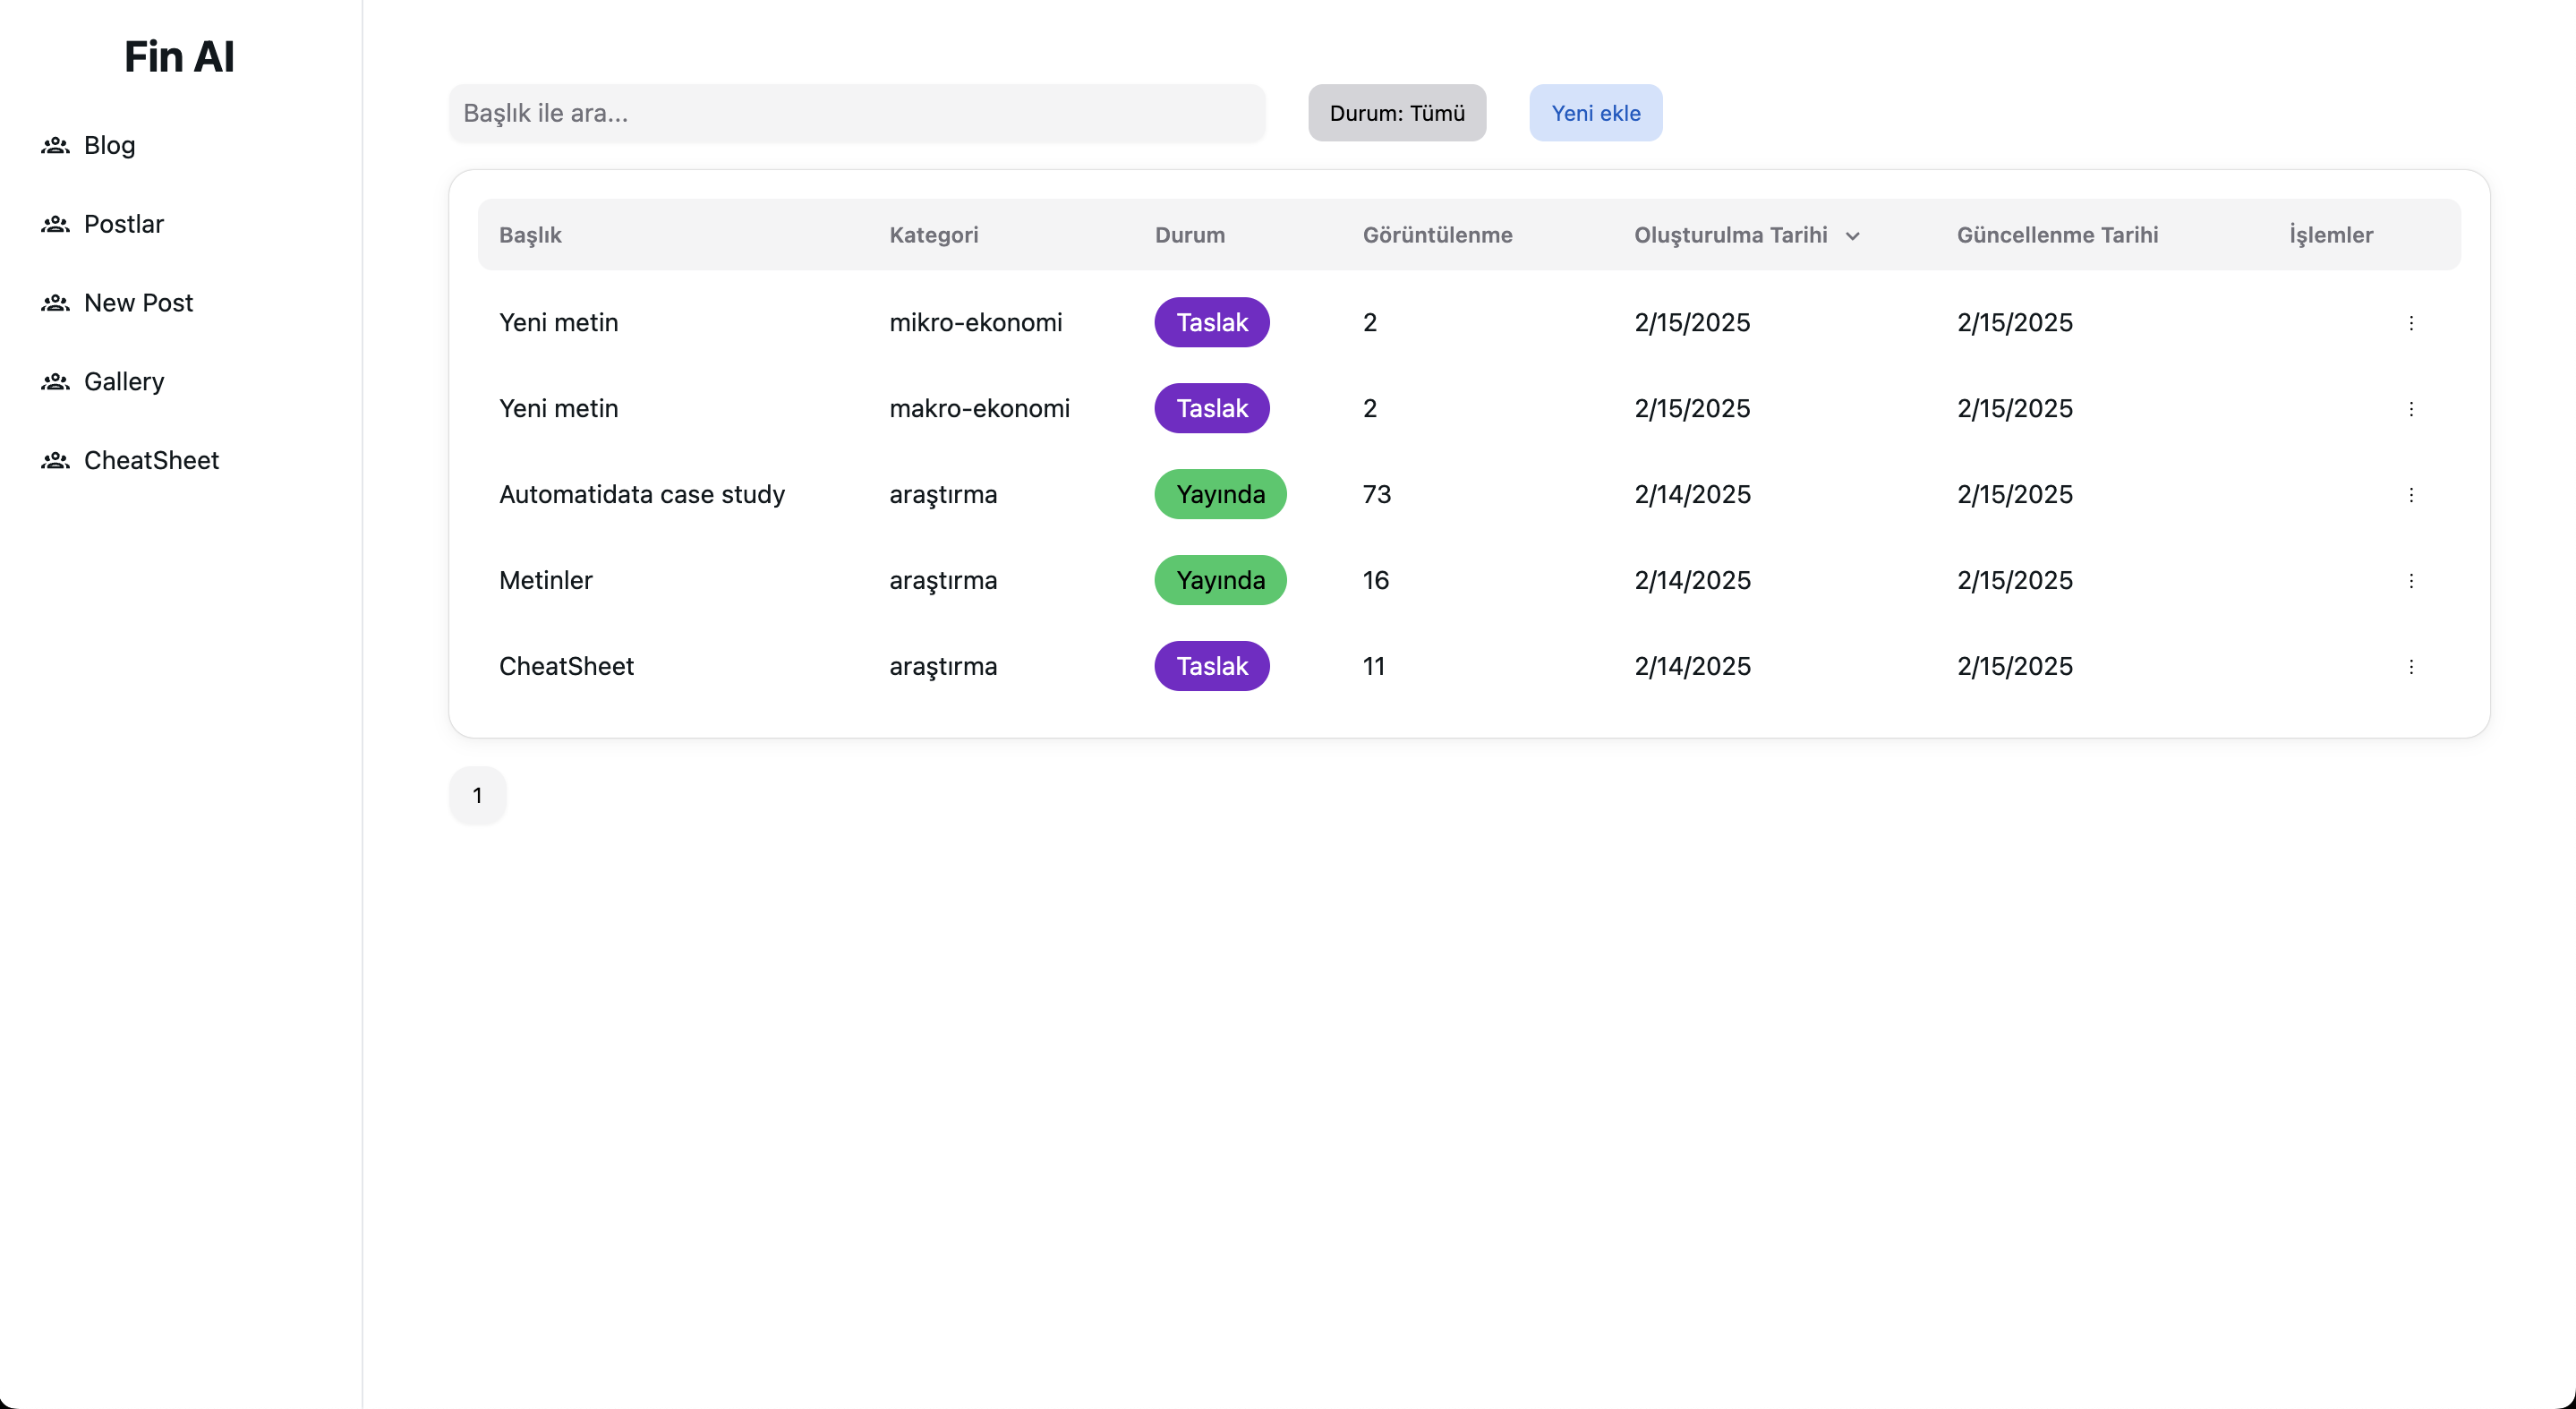 Fin AI
Blog
Postlar
New Post
Gallery
CheatSheet
Başlık ile ara...
Durum: Tümü
Yeni ekle
Başlık Kategori Durum Görüntülenme Oluşturulma Tarihi Güncellenme Tarihi İşlemler
Yeni metin mikro-ekonomi Taslak 2 2/15/2025 2/15/2025
Yeni metin makro-ekonomi Taslak 2 2/15/2025 2/15/2025
Automatidata case study araştırma Yayında 73 2/14/2025 2/15/2025
Metinler araştırma Yayında 16 2/14/2025 2/15/2025
CheatSheet araştırma Taslak 11 2/14/2025 2/15/2025
1